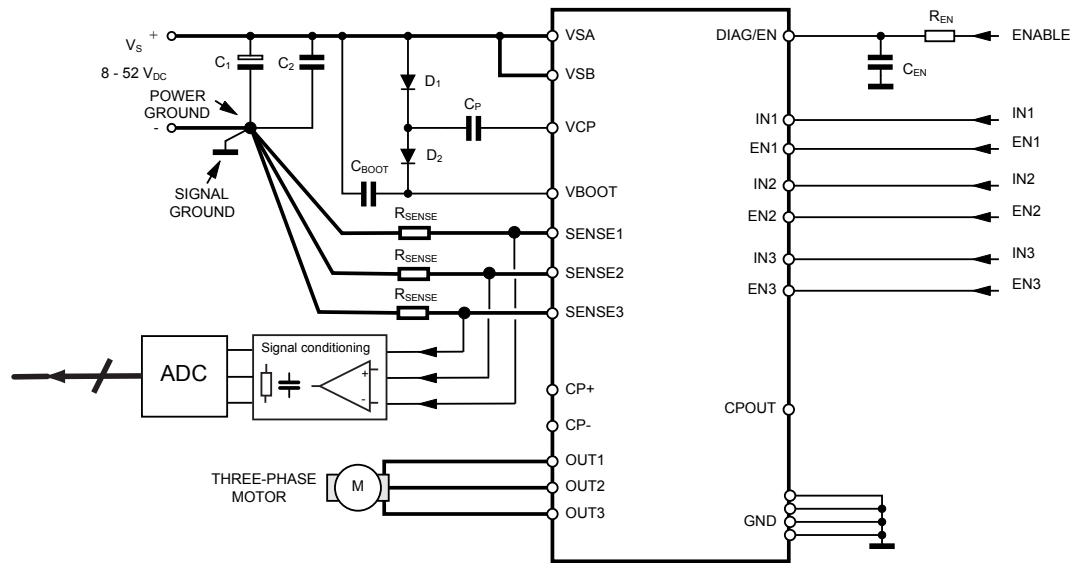 +
VS
8 - 52 VDC
-
C1
C2
POWER
GROUND
SIGNAL
GROUND
D1
D2
CP
CBOOT
RSENSE
RSENSE
RSENSE
VSA
VSB
VCP
VBOOT
SENSE1
SENSE2
SENSE3
CP+
CP-
OUT1
OUT2
OUT3
ADC
Signal conditioning
+
-
THREE-PHASE
MOTOR
M
DIAG/EN
IN1
EN1
IN2
EN2
IN3
EN3
CPOUT
GND
REN
CEN
ENABLE
IN1
EN1
IN2
EN2
IN3
EN3